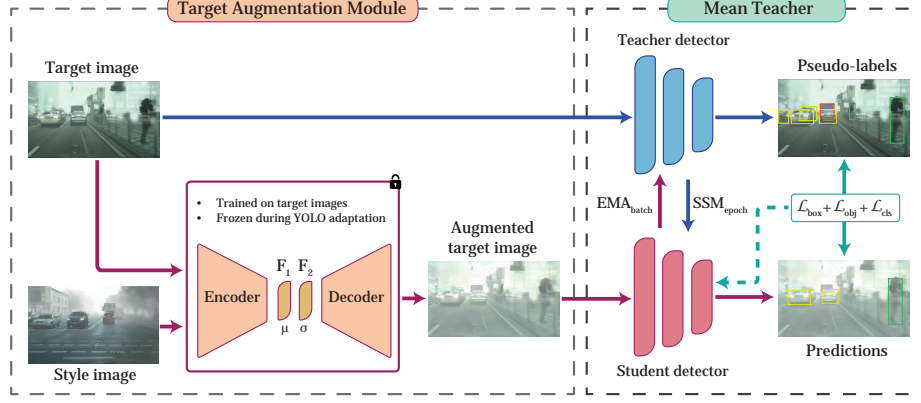 Target Augmentation Module
Mean Teacher
Target image
Teacher detector
Pseudo-labels
• Trained on target images
• Frozen during YOLO adaptation
EMA_batch
SSM_epoch
ℒ_box + ℒ_obj + ℒ_cls
Augmented
target image
F_1 F_2
Encoder
Decoder
μ σ
Style image
Student detector
Predictions